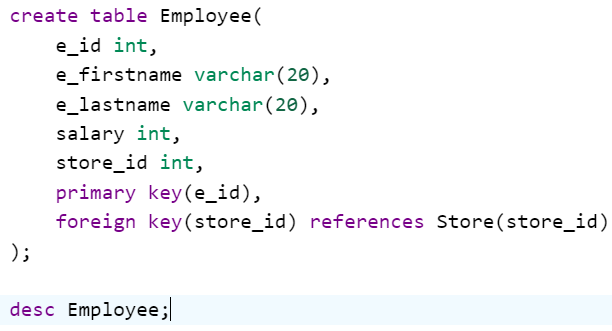 create table Employee(
    e_id int,
    e_firstname varchar(20),
    e_lastname varchar(20),
    salary int,
    store_id int,
    primary key(e_id),
    foreign key(store_id) references Store(store_id)
);
desc Employee;